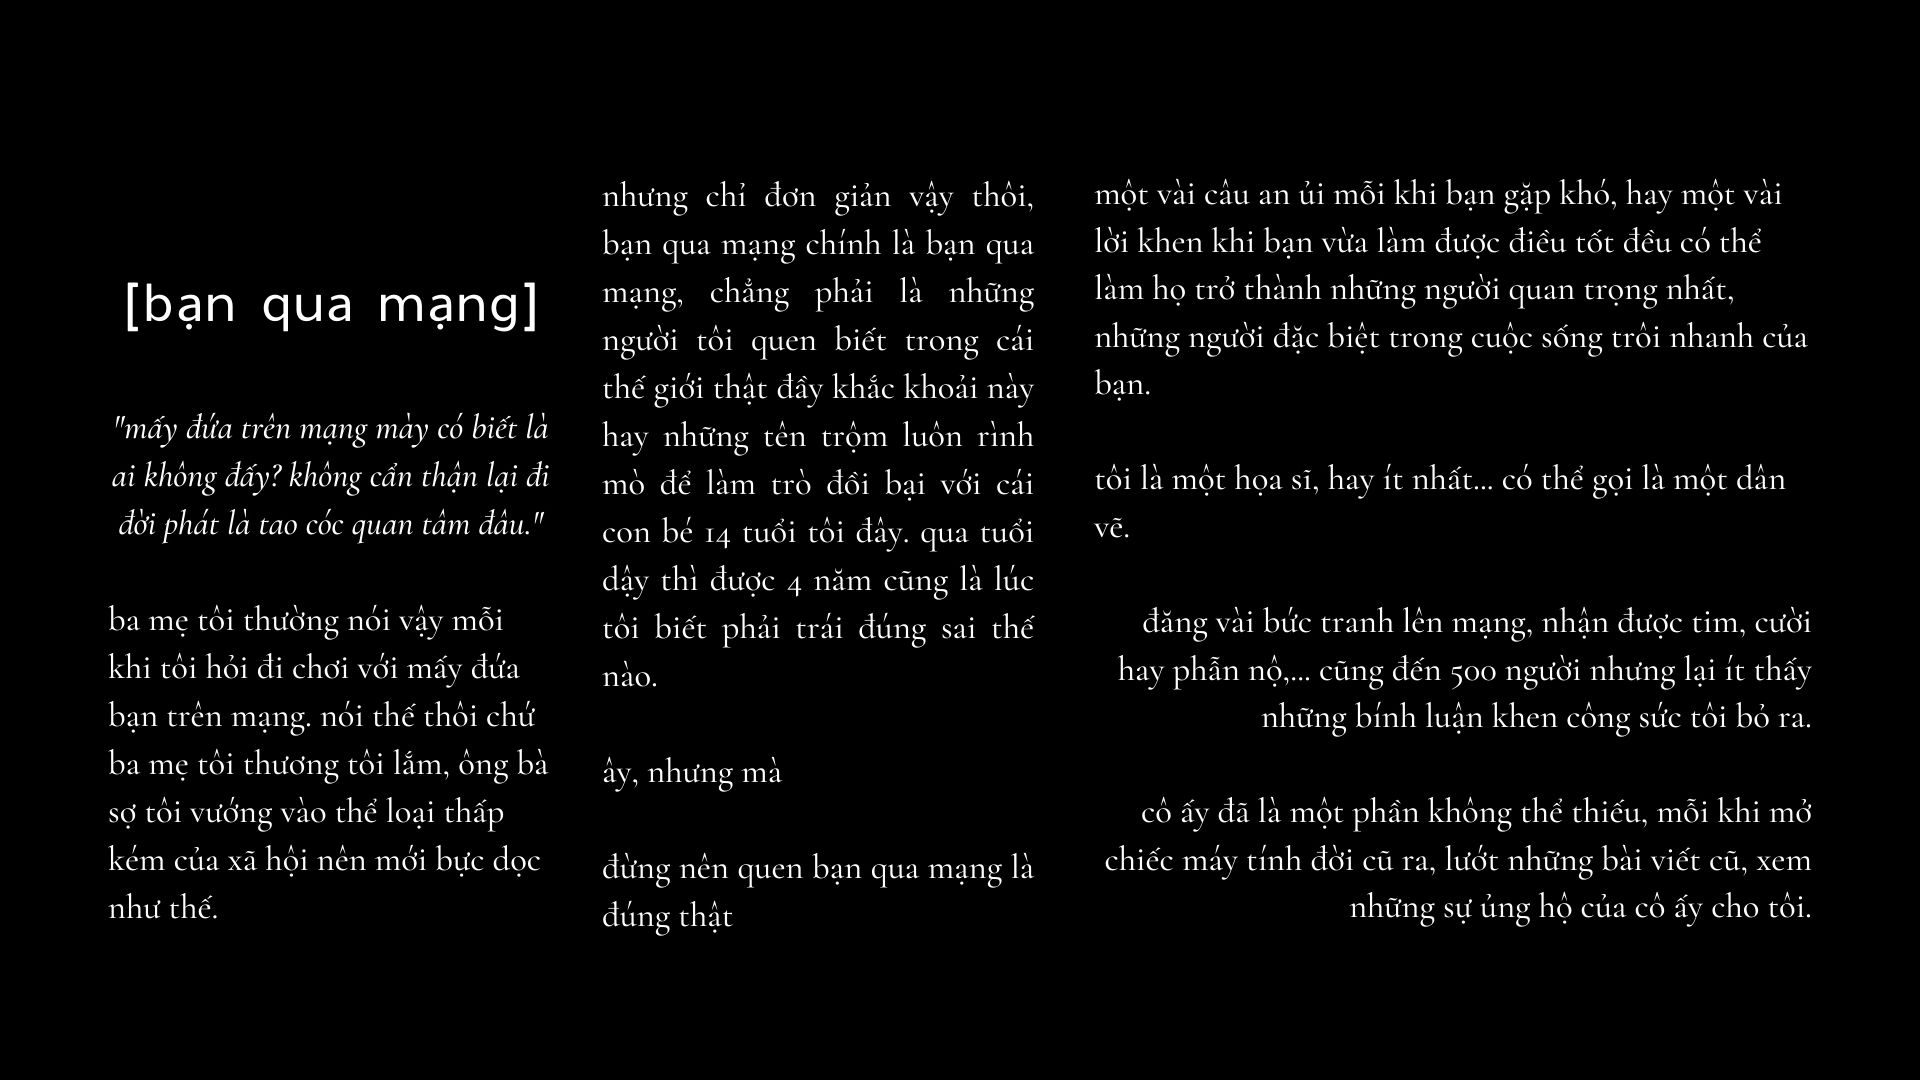 [bạn qua mạng]
"mấy đứa trên mạng mày có biết là
ai không đấy? không cẩn thận lại đi
đời phát là tao cóc quan tâm đâu."
ba mẹ tôi thường nói vậy mỗi
khi tôi hỏi đi chơi với mấy đứa
bạn trên mạng. nói thế thôi chứ
ba mẹ tôi thương tôi lắm, ông bà
sợ tôi vướng vào thể loại thấp
kém của xã hội nên mới bực dọc
như thế.
nhưng chỉ đơn giản vậy thôi,
bạn qua mạng chính là bạn qua
mạng, chẳng phải là những
người tôi quen biết trong cái
thế giới thật đầy khắc khoải này
hay những tên trộm luôn rình
mò để làm trò đồi bại với cái
con bé 14 tuổi tôi đây. qua tuổi
dậy thì được 4 năm cũng là lúc
tôi biết phải trái đúng sai thế
nào.
ây, nhưng mà
đừng nên quen bạn qua mạng là
đúng thật
một vài câu an ủi mỗi khi bạn gặp khó, hay một vài
lời khen khi bạn vừa làm được điều tốt đều có thể
làm họ trở thành những người quan trọng nhất,
những người đặc biệt trong cuộc sống trôi nhanh của
bạn.
tôi là một họa sĩ, hay ít nhất... có thể gọi là một dân
vẽ.
đăng vài bức tranh lên mạng, nhận được tim, cười
hay phẫn nộ,... cũng đến 500 người nhưng lại ít thấy
những bính luận khen công sức tôi bỏ ra.
cô ấy đã là một phần không thể thiếu, mỗi khi mở
chiếc máy tính đời cũ ra, lướt những bài viết cũ, xem
những sự ủng hộ của cô ấy cho tôi.